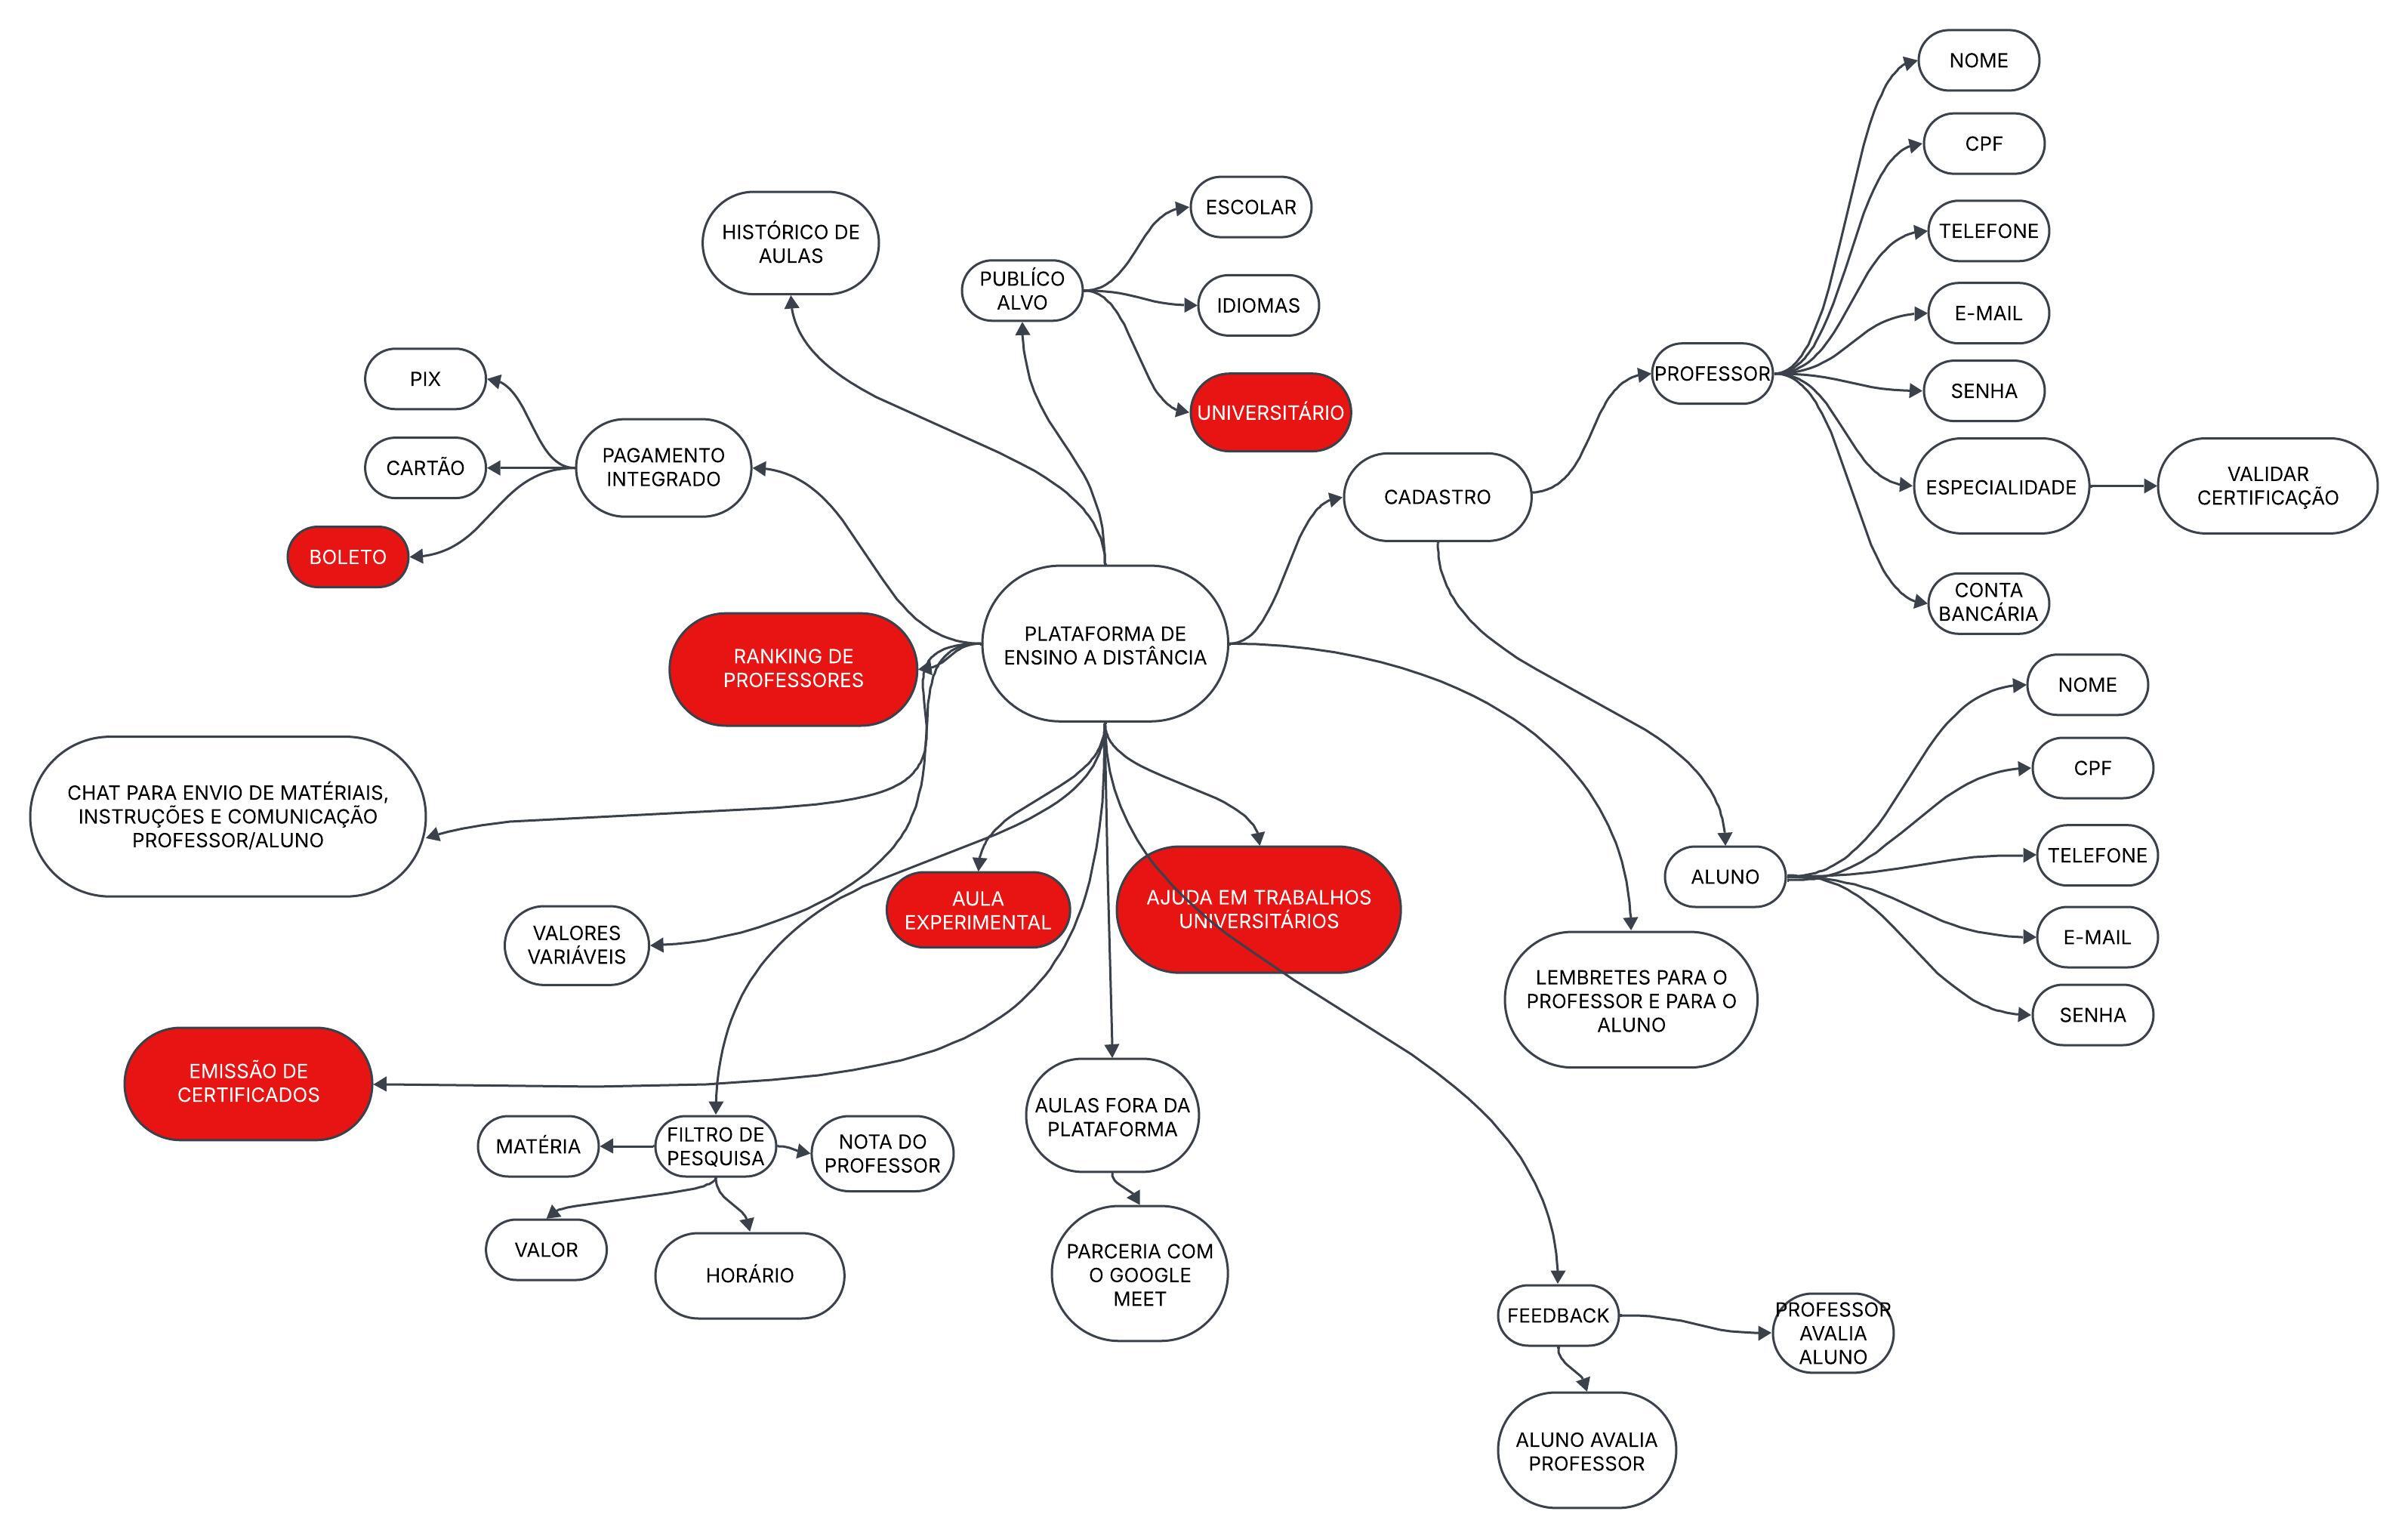 NOME
CPF
TELEFONE
E-MAIL
SENHA
ESPECIALIDADE
VALIDAR
CERTIFICAÇÃO
CONTA
BANCÁRIA
PROFESSOR
CADASTRO
HISTÓRICO DE
AULAS
PUBLÍCO
ALVO
ESCOLAR
IDIOMAS
UNIVERSITÁRIO
PIX
CARTÃO
BOLETO
PAGAMENTO
INTEGRADO
PLATAFORMA DE
ENSINO A DISTÂNCIA
RANKING DE
PROFESSORES
CHAT PARA ENVIO DE MATÉRIAIS,
INSTRUÇÕES E COMUNICAÇÃO
PROFESSOR/ALUNO
VALORES
VARIÁVEIS
AULA
EXPERIMENTAL
AJUDA EM TRABALHOS
UNIVERSITÁRIOS
LEMBRETES PARA O
PROFESSOR E PARA O
ALUNO
ALUNO
NOME
CPF
TELEFONE
E-MAIL
SENHA
EMISSÃO DE
CERTIFICADOS
MATÉRIA
FILTRO DE
PESQUISA
NOTA DO
PROFESSOR
VALOR
HORÁRIO
AULAS FORA DA
PLATAFORMA
PARCERIA COM
O GOOGLE
MEET
FEEDBACK
PROFESSOR
AVALIA
ALUNO
ALUNO AVALIA
PROFESSOR